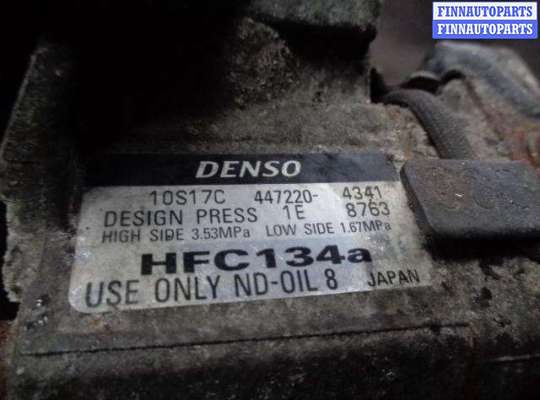 FINNAUTOPARTS
FINNAUTOPARTS
DENSO
10S17C 447220- 4341
DESIGN PRESS 1E 8763
HIGH SIDE 3.53MPa LOW SIDE 1.67MPa
HFC134a
USE ONLY ND-OIL 8 JAPAN